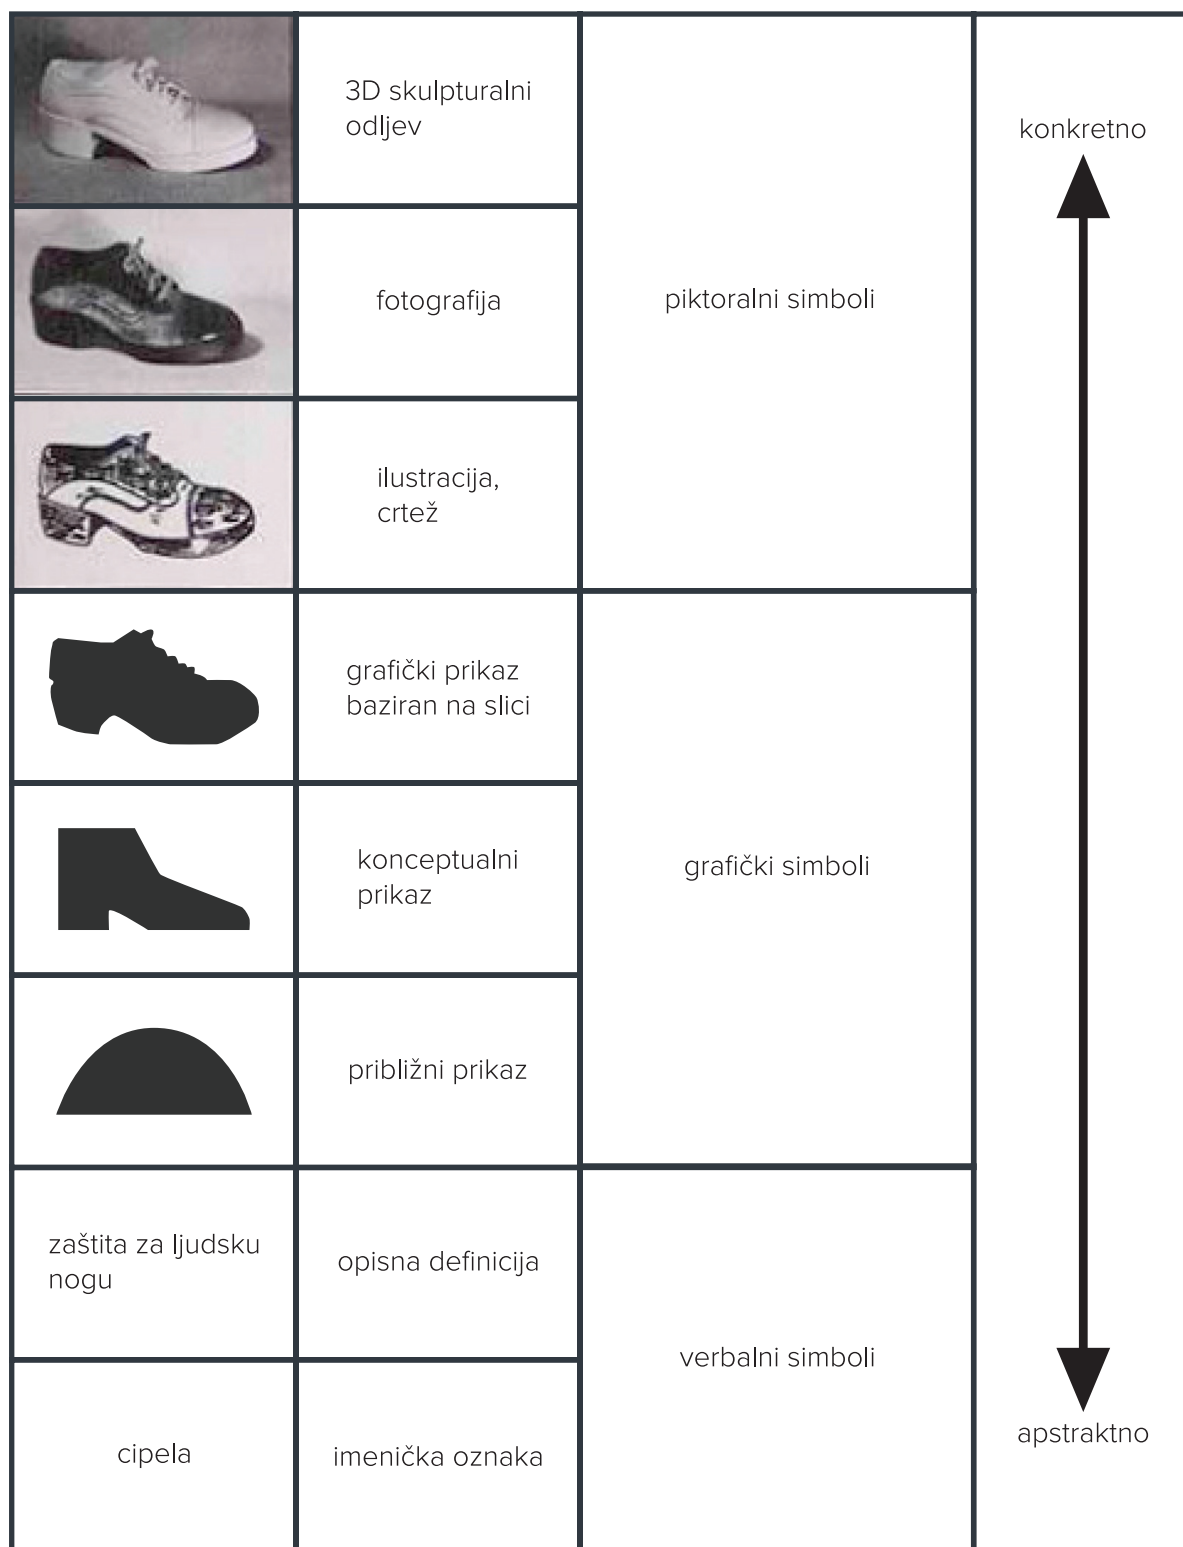 3D skulpturalni
odljev
konkretno
fotografija
piktoralni simboli
ilustracija,
crtež
grafički prikaz
baziran na slici
konceptualni
prikaz
grafički simboli
približni prikaz
zaštita za ljudsku
nogu
opisna definicija
verbalni simboli
cipela
imenička oznaka
apstraktno